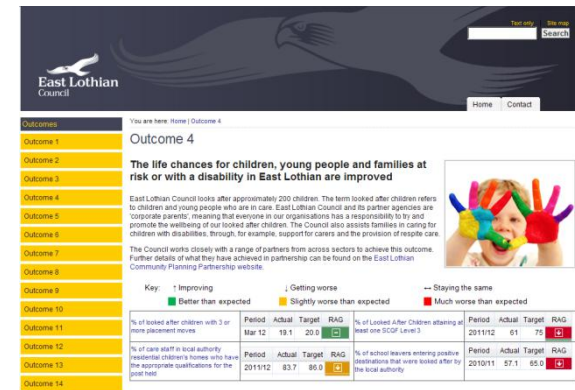 Text only Site map
Search
East Lothian
Council
Home Contact
Outcomes
Outcome 1
Outcome 2
Outcome 3
Outcome 4
Outcome 5
Outcome 6
Outcome 7
Outcome 8
Outcome 9
Outcome 10
Outcome 11
Outcome 12
Outcome 13
Outcome 14
You are here: Home | Outcome 4
Outcome 4
The life chances for children, young people and families at
risk or with a disability in East Lothian are improved
East Lothian Council looks after approximately 200 children. The term looked after children refers
to children and young people who are in care. East Lothian Council and its partner agencies are
'corporate parents', meaning that everyone in our organisations has a responsibility to try and
promote the wellbeing of our looked after children. The Council also assists families in caring for
children with disabilities, through, for example, support for carers and the provision of respite care.
The Council works closely with a range of partners from across sectors to achieve this outcome.
Further details of what they have achieved in partnership can be found on the East Lothian
Community Planning Partnership website.
Key: ↑ Improving ↓ Getting worse ↔ Staying the same
Better than expected Slightly worse than expected Much worse than expected
% of looked after children with 3 or
more placement moves
Period Actual Target RAG
Mar 12 19.1 20.0
% of Looked After Children attaining at
least one SCQF Level 3
Period Actual Target RAG
2011/12 61 75
% of care staff in local authority
residential children's homes who have
the appropriate qualifications for the
post held
Period Actual Target RAG
2011/12 83.7 86.0
% of school leavers entering positive
destinations that were looked after by
the local authority
Period Actual Target RAG
2010/11 57.1 65.0